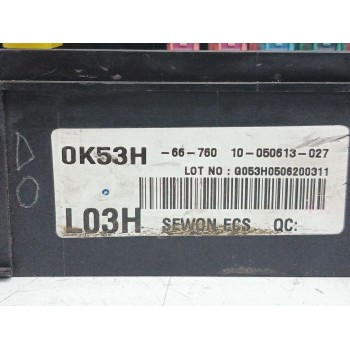 DO
0K53H -66-760 10-050613-027
LOT NO : Q053H0506200311
L03H SEWON ECS QC: